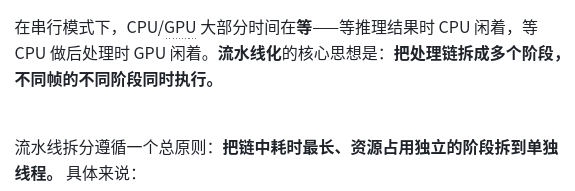 在串行模式下，CPU/GPU 大部分时间在等——等推理结果时 CPU 闲着，等
CPU 做后处理时 GPU 闲着。流水线化的核心思想是：把处理链拆成多个阶段，
不同帧的不同阶段同时执行。
流水线拆分遵循一个总原则：把链中耗时最长、资源占用独立的阶段拆到单独
线程。 具体来说：